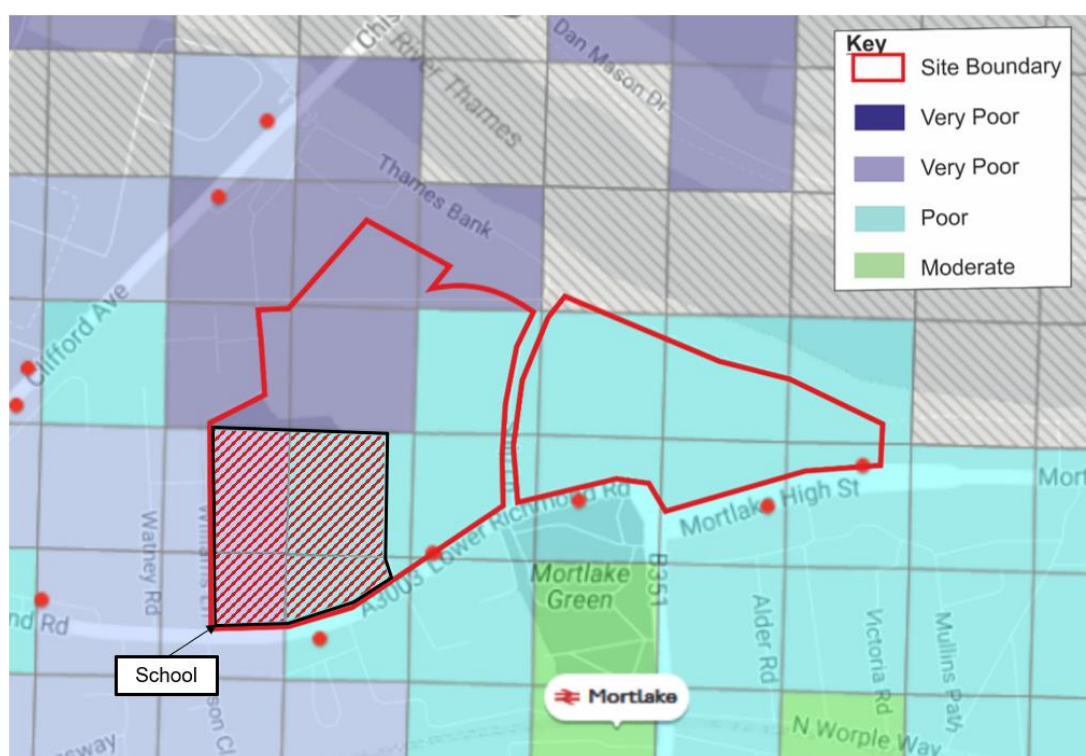 Key
Site Boundary
Very Poor
Very Poor
Poor
Moderate
River Thames
Dan Mason Dr
Thames Bank
Clifford Ave
A3003 Lower Richmond Rd
Mortlake High St
Mort
Watney Rd
nd Rd
Mortlake
Green
B351
Alder Rd
Victoria Rd
Mullins Path
School
Mortlake
N Worple Way